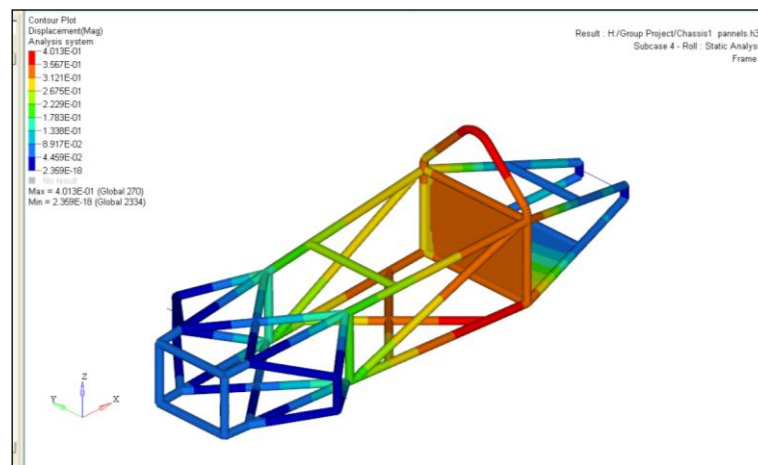 Contour Plot
Displacement(Mag)
Analysis system
4.013E-01
3.567E-01
3.121E-01
2.675E-01
2.229E-01
1.783E-01
1.338E-01
8.917E-02
4.459E-02
2.359E-18
No result
Max = 4.013E-01 (Global 270)
Min = 2.359E-18 (Global 2334)
Result : H:/Group Project/Chassis1 pannels.h3
Subcase 4 - Roll : Static Analysi
Frame
Z
Y
X